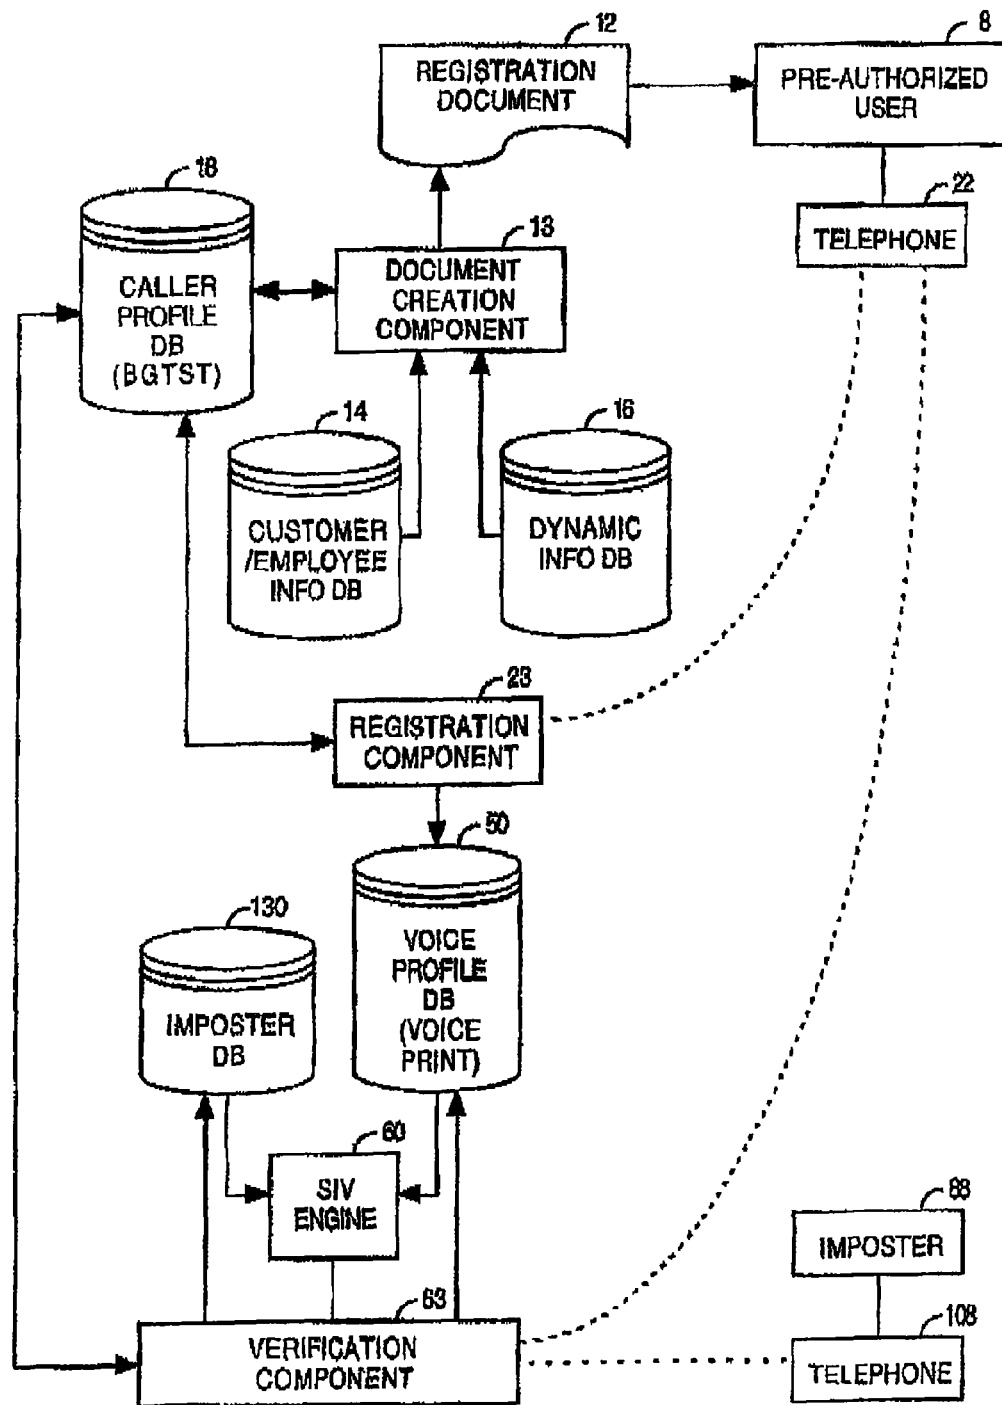 12
REGISTRATION
DOCUMENT
8
PRE-AUTHORIZED
USER
18
CALLER
PROFILE
DB
(BGTST)
13
DOCUMENT
CREATION
COMPONENT
22
TELEPHONE
14
CUSTOMER
/EMPLOYEE
INFO DB
16
DYNAMIC
INFO DB
23
REGISTRATION
COMPONENT
50
VOICE
PROFILE
DB
(VOICE
PRINT)
130
IMPOSTER
DB
60
SIV
ENGINE
88
IMPOSTER
63
VERIFICATION
COMPONENT
108
TELEPHONE